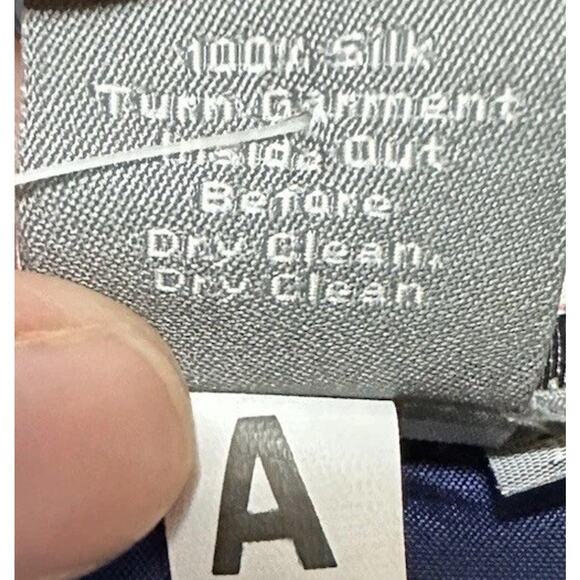 100% Silk
Turn Garment
Inside Out
Before
Dry Clean.
Dry Clean
A